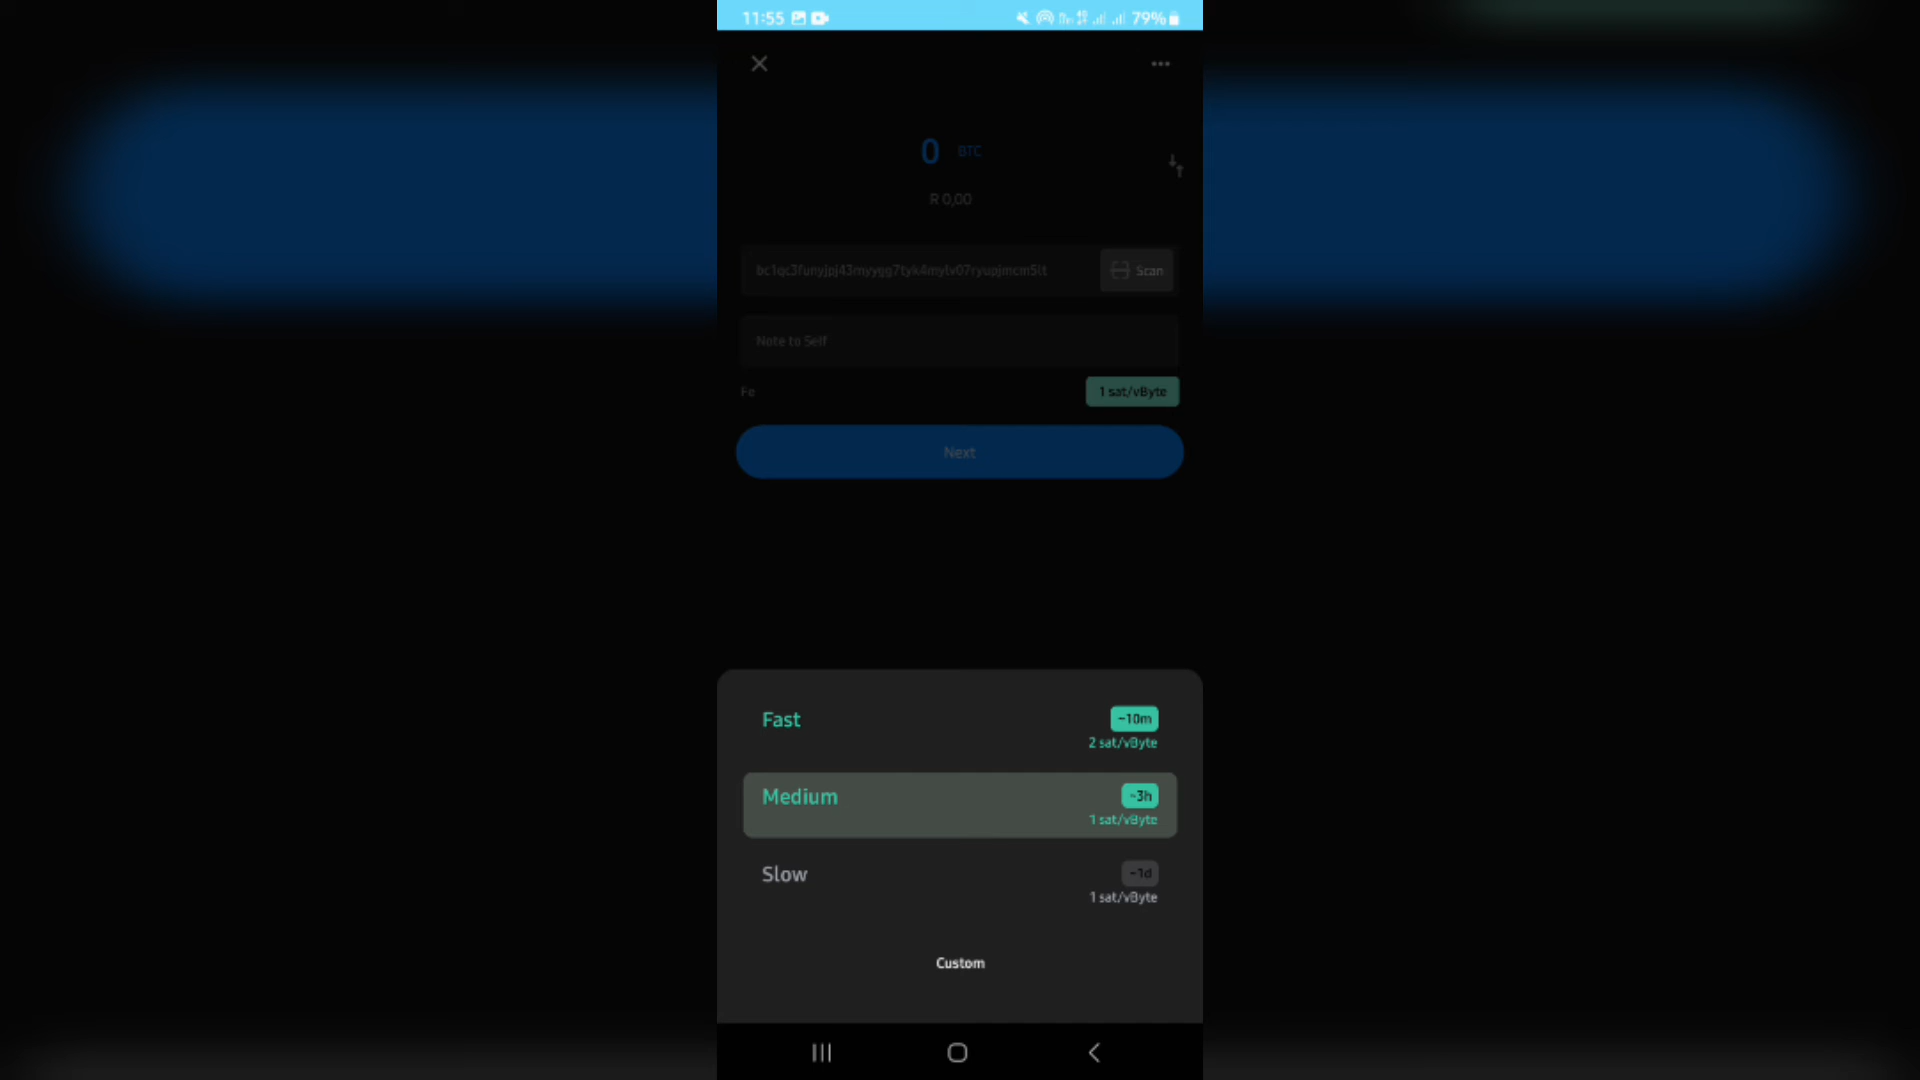 11:55 79%
0 BTC
R 0,00
Scan
Note to Self
Fe 1 sat/vByte
Next
Fast ~10m
2 sat/vByte
Medium ~3h
1 sat/vByte
Slow ~1d
1 sat/vByte
Custom